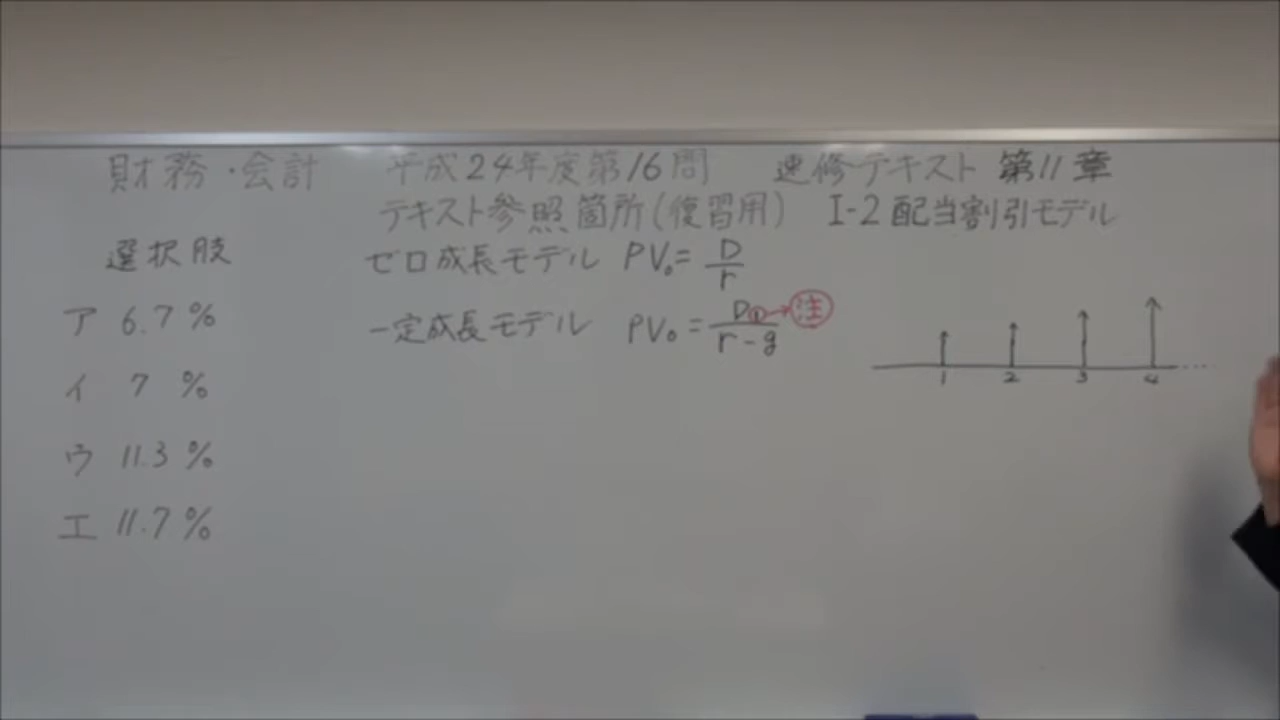 財務・会計 平成24年度第16問 速修テキスト 第11章
テキスト参照箇所(復習用) I-2 配当割引モデル
選択肢
ゼロ成長モデル PV₀ = D/r
ア 6.7%
一定成長モデル PV₀ = D①/(r-g) → 注
イ 7 %
1 2 3 4 ...
ウ 11.3%
エ 11.7%